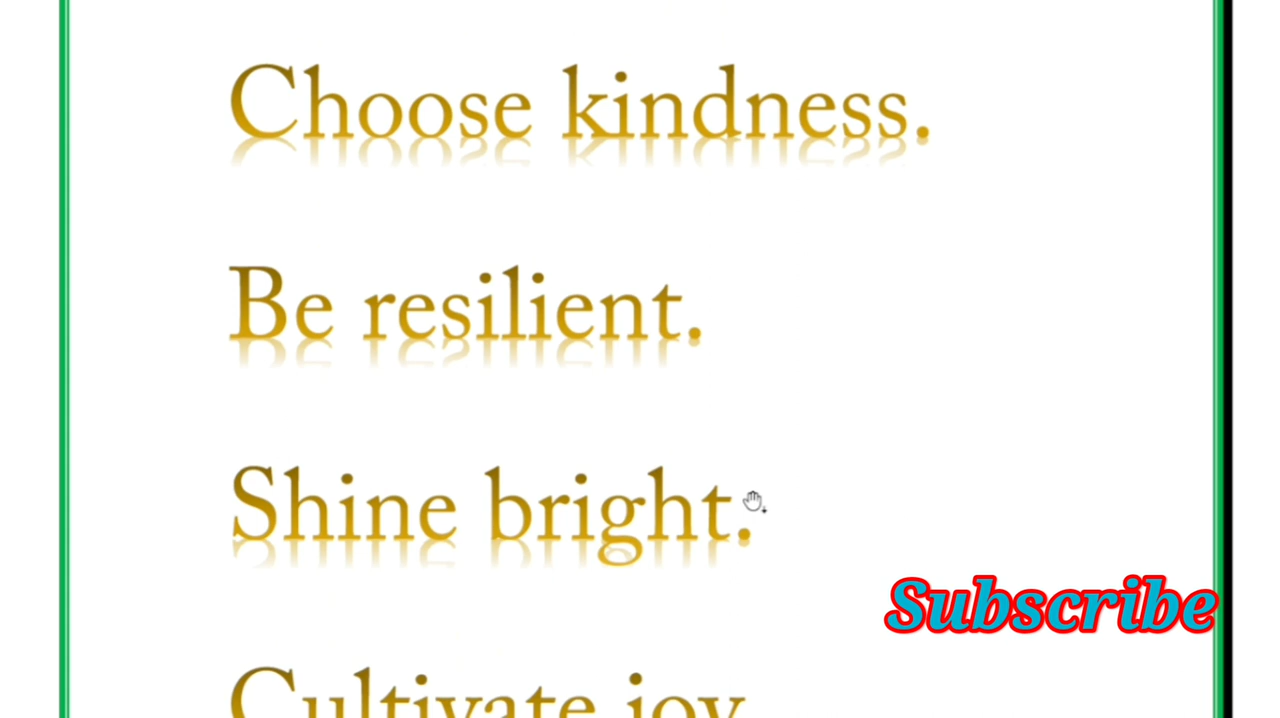 Choose kindness.
Be resilient.
Shine bright.
Subscribe
Cultivate joy